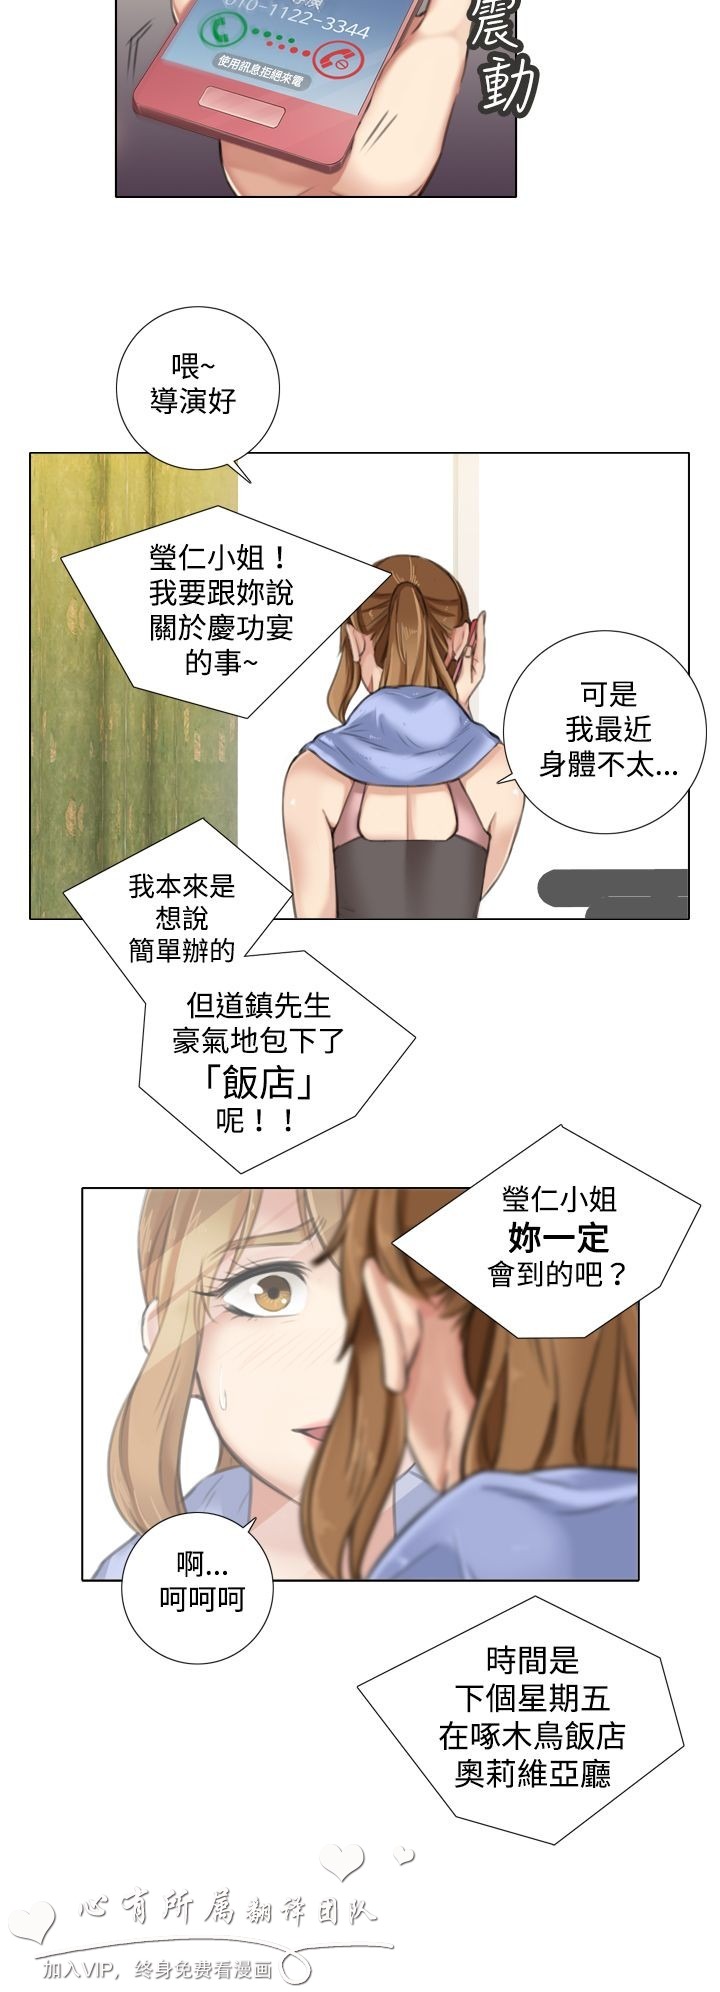 010-1122-3344
使用訊息拒絕來電
震動
喂~
導演好
瑩仁小姐！
我要跟妳說
關於慶功宴
的事~
可是
我最近
身體不太...
我本來是
想說
簡單辦的
但道鎮先生
豪氣地包下了
「飯店」
呢！！
瑩仁小姐
妳一定
會到的吧？
啊...
呵呵呵
時間是
下個星期五
在啄木鳥飯店
奧莉維亞廳
心有所属翻译团队
加入VIP，终身免费看漫画